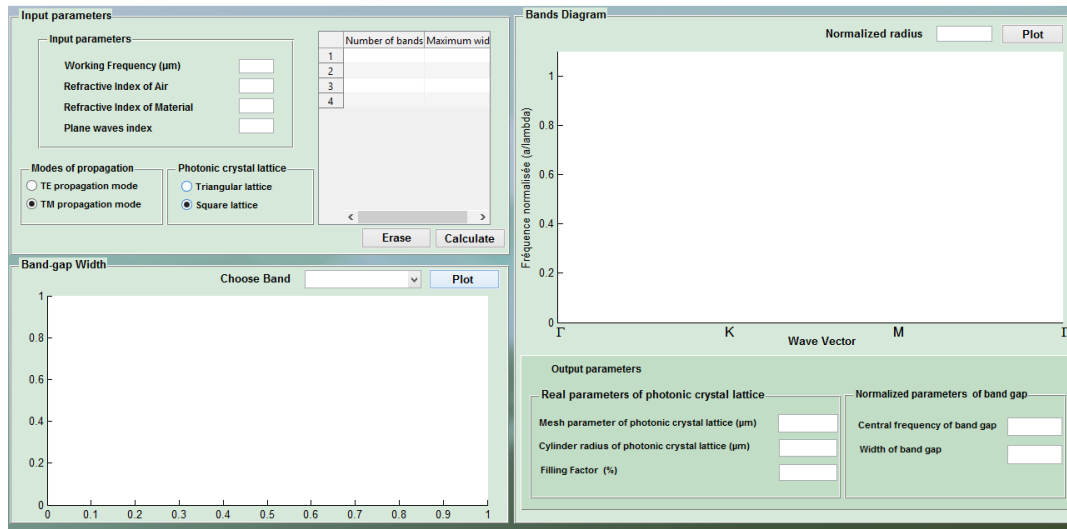 Input parameters
Input parameters
Working Frequency (µm)
Refractive Index of Air
Refractive Index of Material
Plane waves index
Number of bands Maximum wid
1
2
3
4
Modes of propagation
TE propagation mode
TM propagation mode
Photonic crystal lattice
Triangular lattice
Square lattice
< >
Erase Calculate
Band-gap Width
Choose Band Plot
1
0.8
0.6
0.4
0.2
0
0 0.1 0.2 0.3 0.4 0.5 0.6 0.7 0.8 0.9 1
Bands Diagram
Normalized radius Plot
Fréquence normalisée (a/lambda)
1
0.8
0.6
0.4
0.2
0
Γ K M Γ
Wave Vector
Output parameters
Real parameters of photonic crystal lattice
Mesh parameter of photonic crystal lattice (µm)
Cylinder radius of photonic crystal lattice (µm)
Filling Factor (%)
Normalized parameters of band gap
Central frequency of band gap
Width of band gap